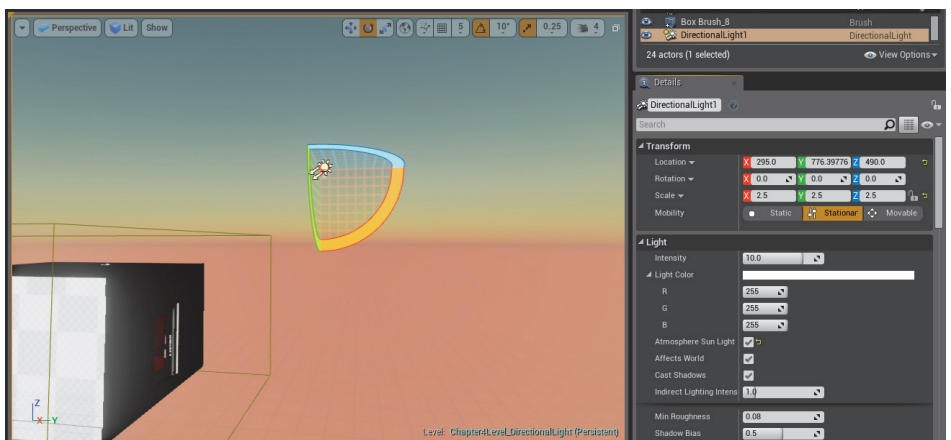 Perspective Lit Show 5 10° 0.25 4
Box Brush_8 Brush
DirectionalLight1 DirectionalLight
24 actors (1 selected) View Options
Details
DirectionalLight1
Search
Transform
Location X 295.0 Y 776.39776 Z 490.0
Rotation X 0.0 Y 0.0 Z 0.0
Scale X 2.5 Y 2.5 Z 2.5
Mobility Static Stationar Movable
Light
Intensity 10.0
Light Color
R 255
G 255
B 255
Atmosphere Sun Light
Affects World
Cast Shadows
Indirect Lighting Intens 1.0
Min Roughness 0.08
Shadow Bias 0.5
Z
X Y
Level: Chapter4Level_DirectionalLight (Persistent)